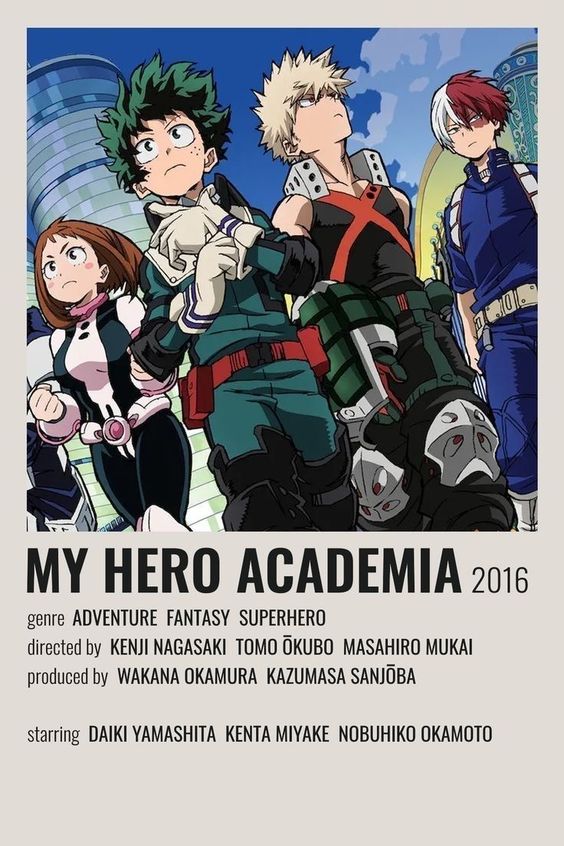 MY HERO ACADEMIA 2016
genre ADVENTURE FANTASY SUPERHERO
directed by KENJI NAGASAKI TOMO ŌKUBO MASAHIRO MUKAI
produced by WAKANA OKAMURA KAZUMASA SANJŌBA
starring DAIKI YAMASHITA KENTA MIYAKE NOBUHIKO OKAMOTO